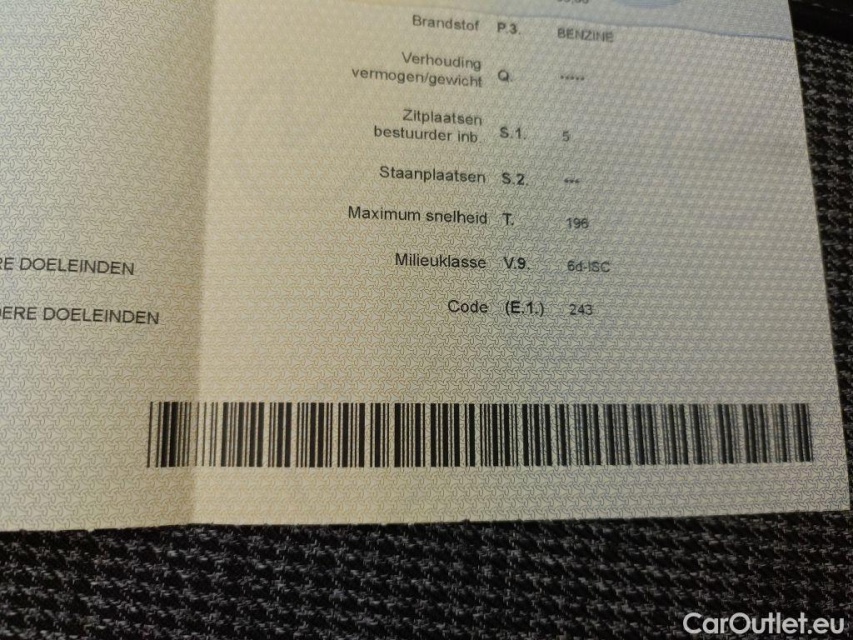 Brandstof P.3. BENZINE
Verhouding
vermogen/gewicht Q. -----
Zitplaatsen
bestuurder inb. S.1. 5
Staanplaatsen S.2. ---
Maximum snelheid T. 196
RE DOELEINDEN
Milieuklasse V.9. 6d-ISC
DERE DOELEINDEN
Code (E.1.) 243
CarOutlet.eu